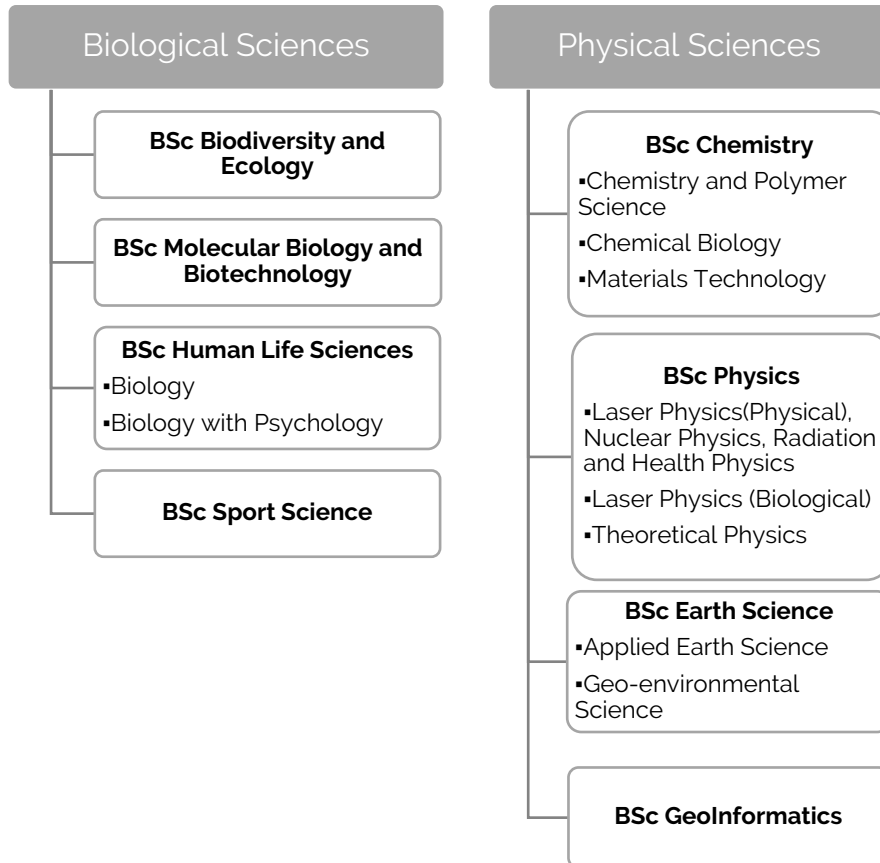 Biological Sciences
BSc Biodiversity and
Ecology
BSc Molecular Biology and
Biotechnology
BSc Human Life Sciences
▪Biology
▪Biology with Psychology
BSc Sport Science
Physical Sciences
BSc Chemistry
▪Chemistry and Polymer
Science
▪Chemical Biology
▪Materials Technology
BSc Physics
▪Laser Physics(Physical),
Nuclear Physics, Radiation
and Health Physics
▪Laser Physics (Biological)
▪Theoretical Physics
BSc Earth Science
▪Applied Earth Science
▪Geo-environmental
Science
BSc GeoInformatics